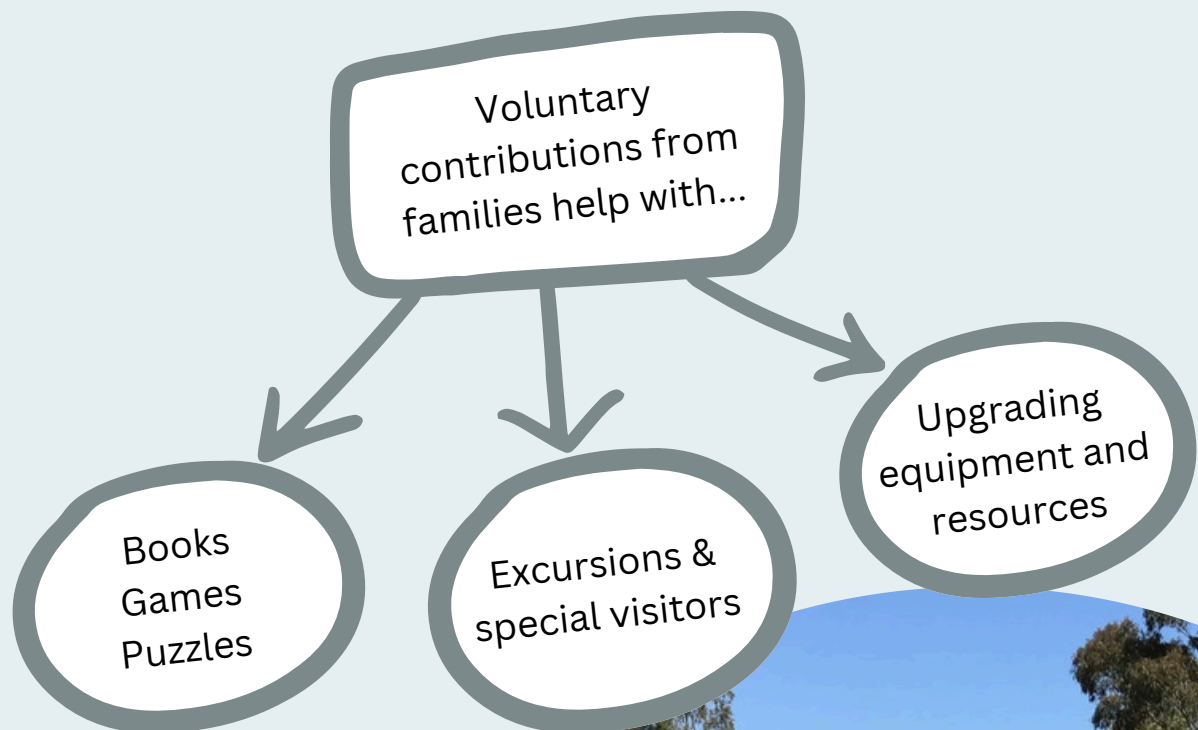 Voluntary
contributions from
families help with...
Books
Games
Puzzles
Excursions &
special visitors
Upgrading
equipment and
resources